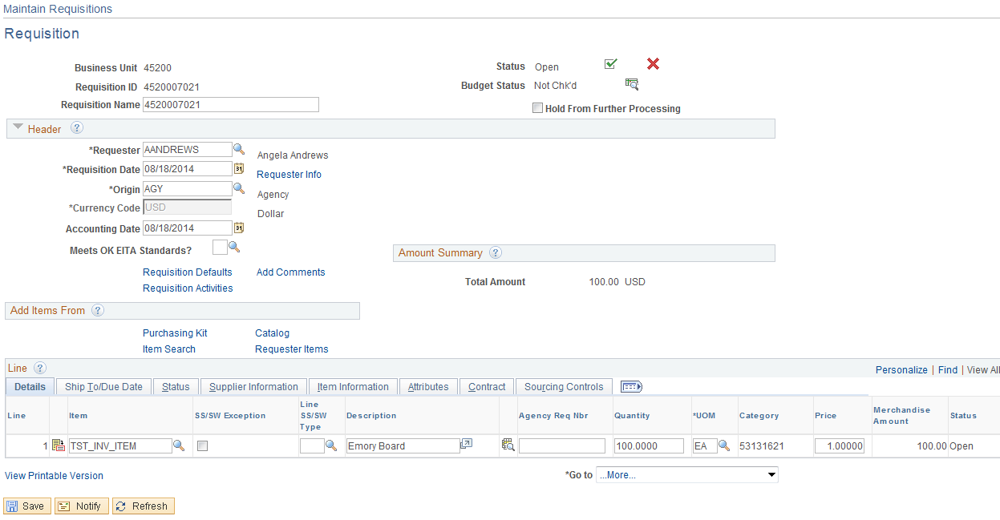 Maintain Requisitions
Requisition
Business Unit 45200
Status Open
Requisition ID 4520007021
Budget Status Not Chk'd
Requisition Name 4520007021
Hold From Further Processing
Header ?
*Requester AANDREWS Angela Andrews
*Requisition Date 08/18/2014 31 Requester Info
*Origin AGY Agency
*Currency Code USD Dollar
Accounting Date 08/18/2014 31
Meets OK EITA Standards?
Amount Summary ?
Requisition Defaults Add Comments
Total Amount 100.00 USD
Requisition Activities
Add Items From ?
Purchasing Kit Catalog
Item Search Requester Items
Line ?
Personalize | Find | View All
Details Ship To/Due Date Status Supplier Information Item Information Attributes Contract Sourcing Controls
Line Item SS/SW Exception Line SS/SW Type Description Agency Req Nbr Quantity *UOM Category Price Merchandise Amount Status
1 TST_INV_ITEM Emory Board 100.0000 EA 53131621 1.00000 100.00 Open
View Printable Version
*Go to ...More...
Save Notify Refresh